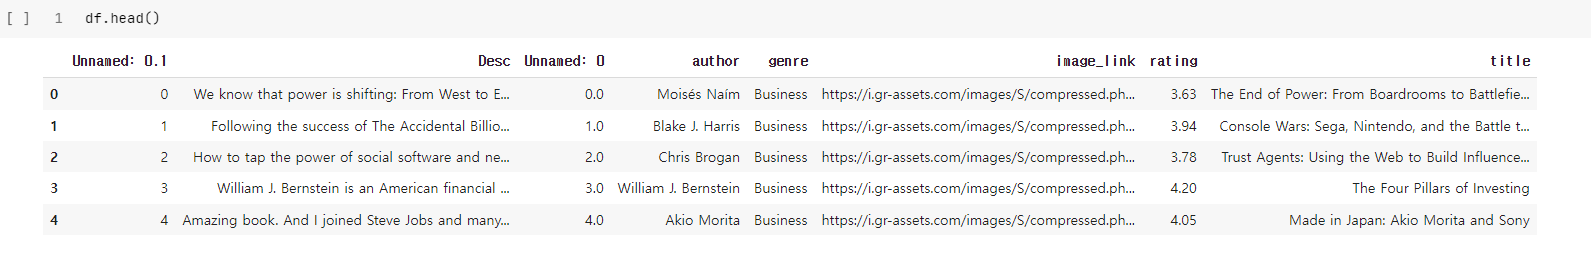 [ ] 1 df.head()
Unnamed: 0.1 Desc Unnamed: 0 author genre image_link rating title
0 0 We know that power is shifting: From West to E... 0.0 Moisés Naím Business https://i.gr-assets.com/images/S/compressed.ph... 3.63 The End of Power: From Boardrooms to Battlefie...
1 1 Following the success of The Accidental Billio... 1.0 Blake J. Harris Business https://i.gr-assets.com/images/S/compressed.ph... 3.94 Console Wars: Sega, Nintendo, and the Battle t...
2 2 How to tap the power of social software and ne... 2.0 Chris Brogan Business https://i.gr-assets.com/images/S/compressed.ph... 3.78 Trust Agents: Using the Web to Build Influence...
3 3 William J. Bernstein is an American financial ... 3.0 William J. Bernstein Business https://i.gr-assets.com/images/S/compressed.ph... 4.20 The Four Pillars of Investing
4 4 Amazing book. And I joined Steve Jobs and many... 4.0 Akio Morita Business https://i.gr-assets.com/images/S/compressed.ph... 4.05 Made in Japan: Akio Morita and Sony